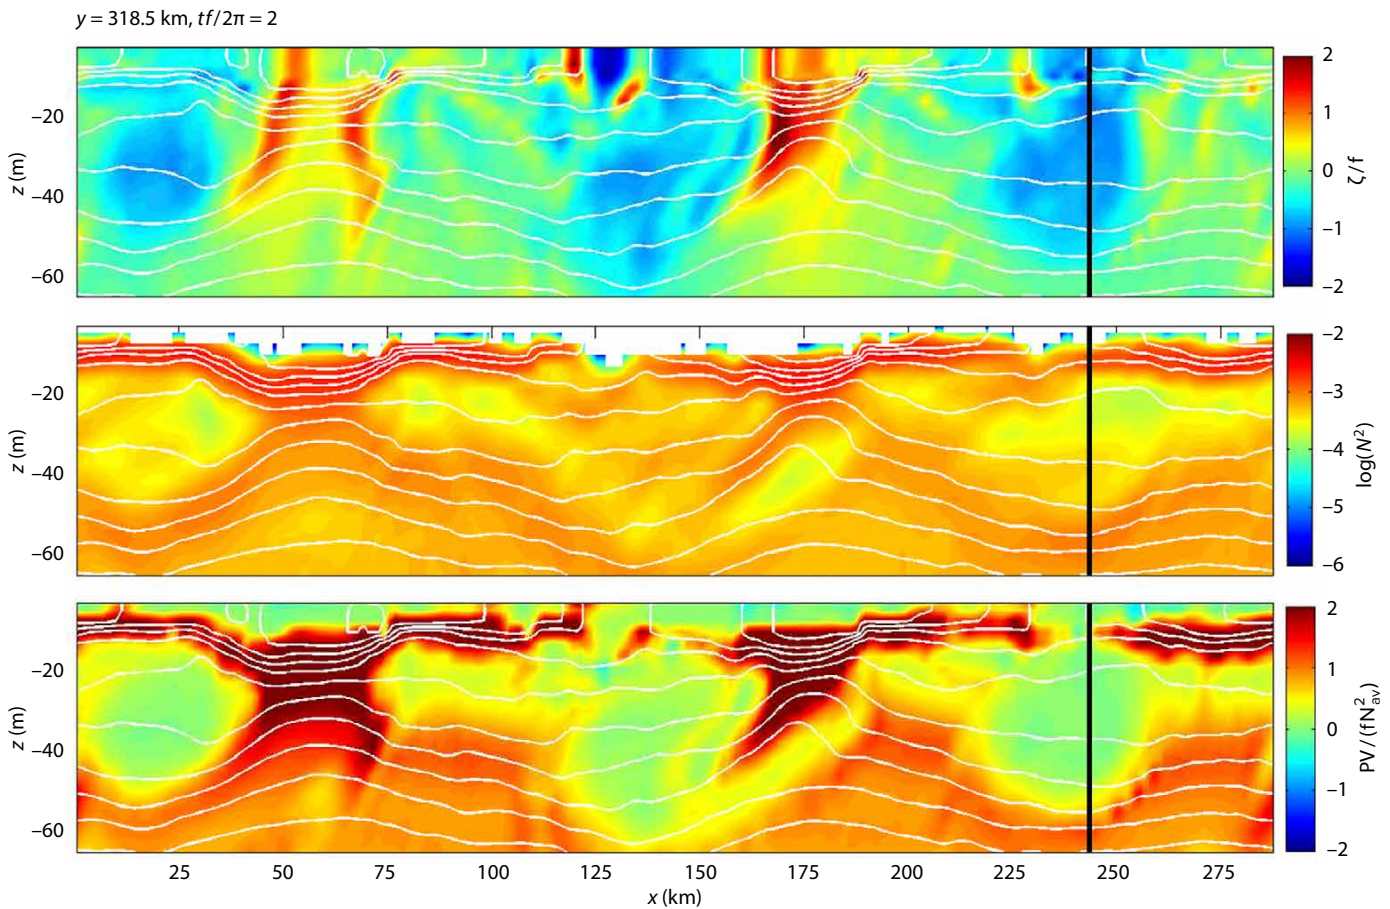 y = 318.5 km, tf/2π = 2
–20
–40
–60
z (m)
2
1
0
–1
–2
ζ/f
–20
–40
–60
z (m)
–2
–3
–4
–5
–6
log(N²)
–20
–40
–60
z (m)
2
1
0
–1
–2
PV/(fN²av)
25 50 75 100 125 150 175 200 225 250 275
x (km)